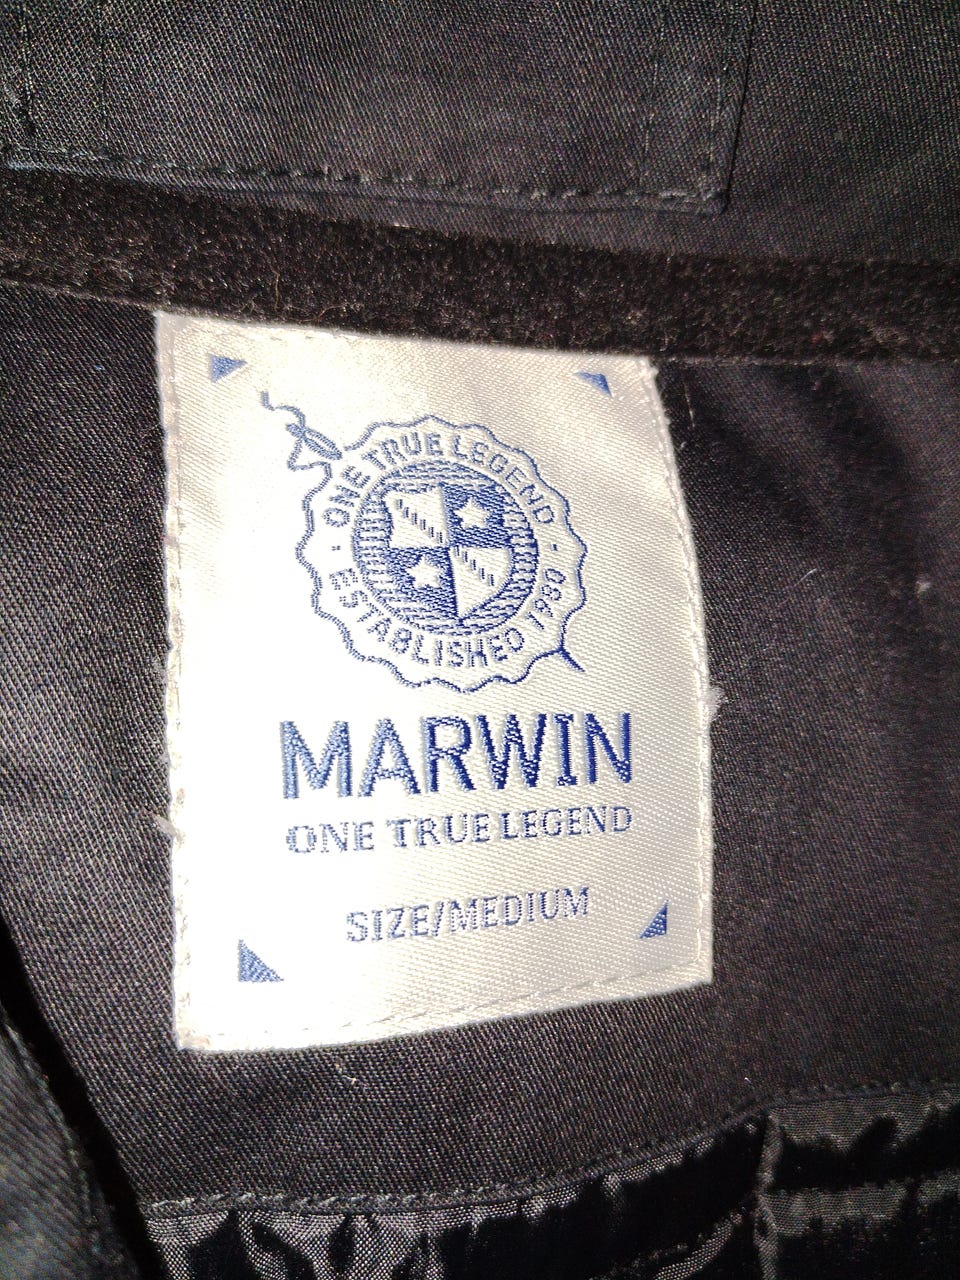 ONE TRUE LEGEND
· ESTABLISHED 1980 ·
MARWIN
ONE TRUE LEGEND
SIZE/MEDIUM